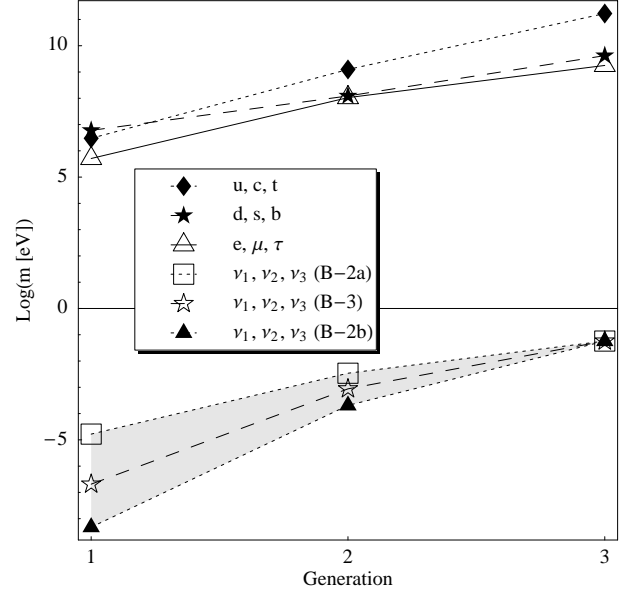 10
5
0
−5
Log(m [eV])
u, c, t
d, s, b
e, μ, τ
ν1, ν2, ν3 (B−2a)
ν1, ν2, ν3 (B−3)
ν1, ν2, ν3 (B−2b)
1 2 3
Generation